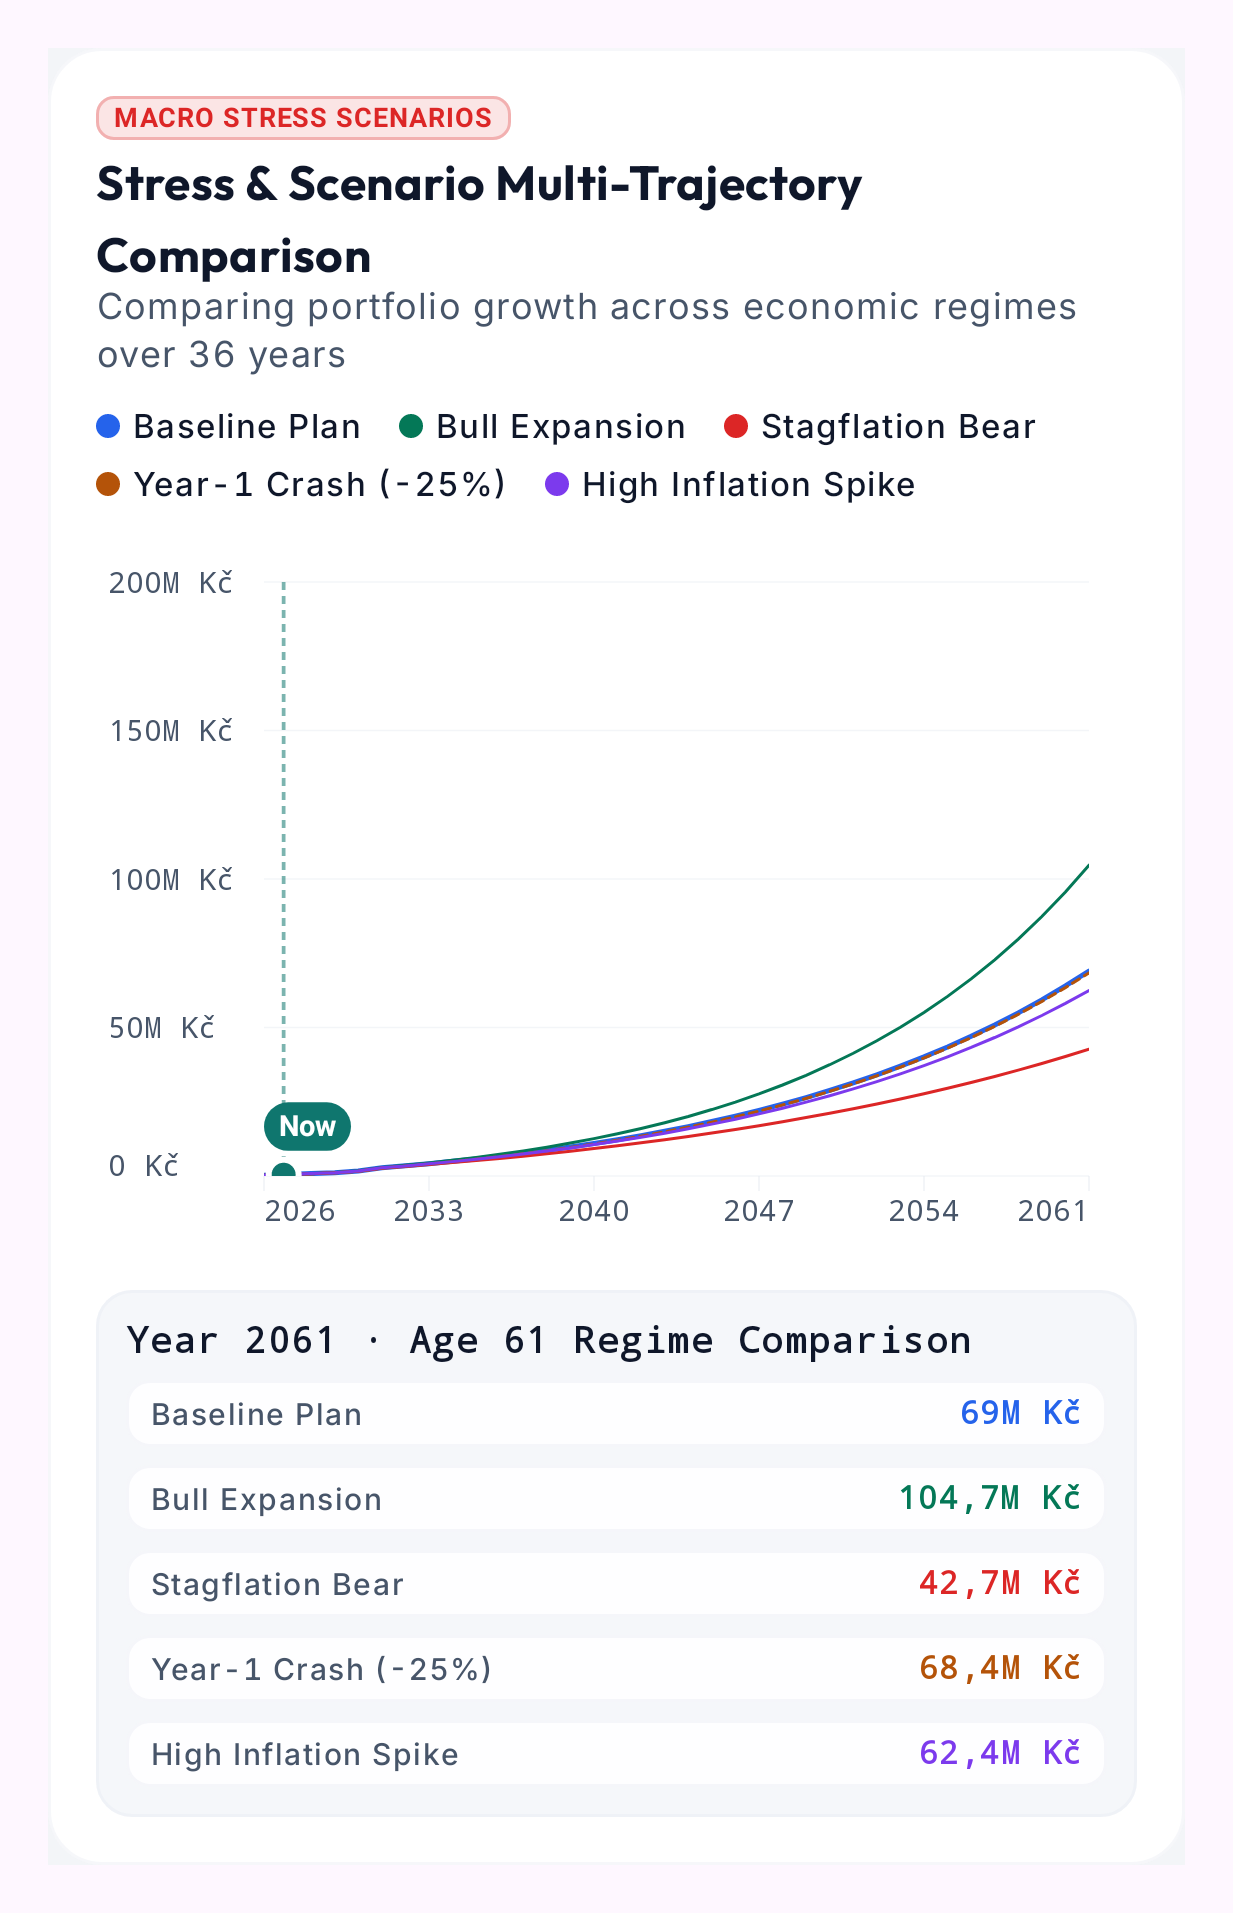 MACRO STRESS SCENARIOS
Stress & Scenario Multi-Trajectory
Comparison
Comparing portfolio growth across economic regimes
over 36 years
Baseline Plan
Bull Expansion
Stagflation Bear
Year-1 Crash (-25%)
High Inflation Spike
200M Kč
150M Kč
100M Kč
50M Kč
0 Kč
Now
2026
2033
2040
2047
2054
2061
Year 2061 · Age 61 Regime Comparison
Baseline Plan 69M Kč
Bull Expansion 104,7M Kč
Stagflation Bear 42,7M Kč
Year-1 Crash (-25%) 68,4M Kč
High Inflation Spike 62,4M Kč